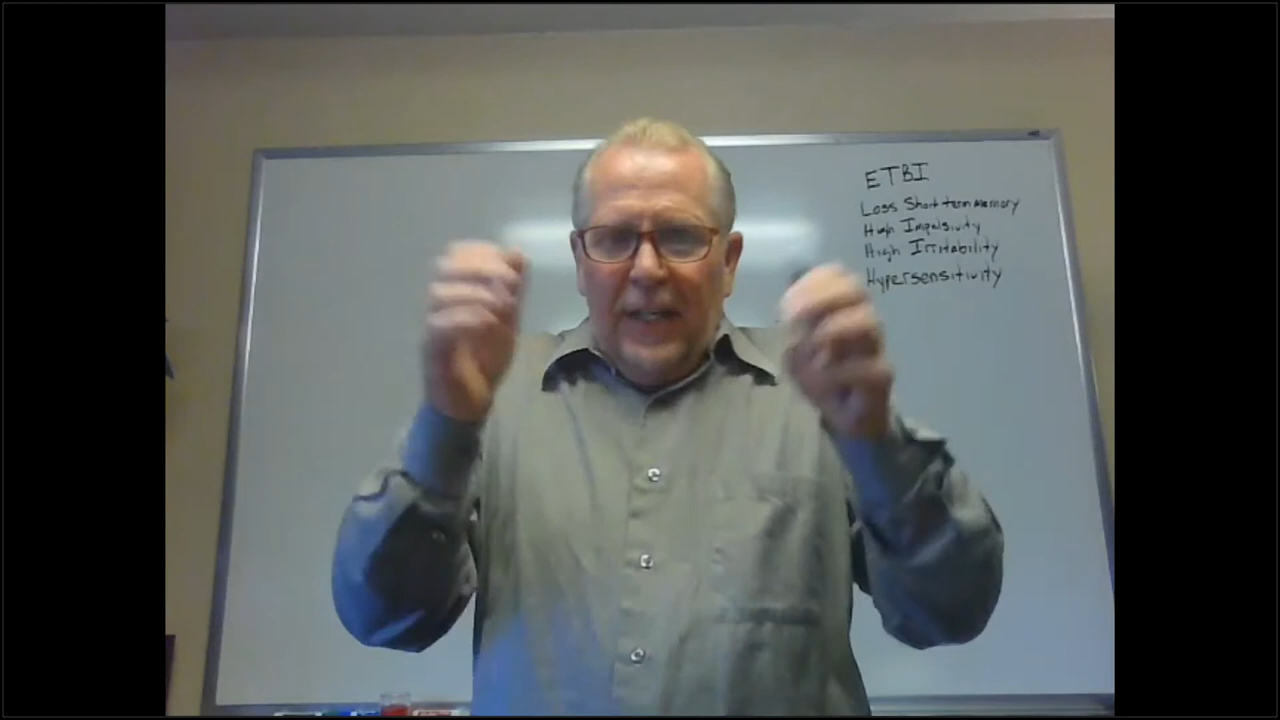 ETBI
Loss Short term memory
High Impulsivity
High Irritability
Hypersensitivity